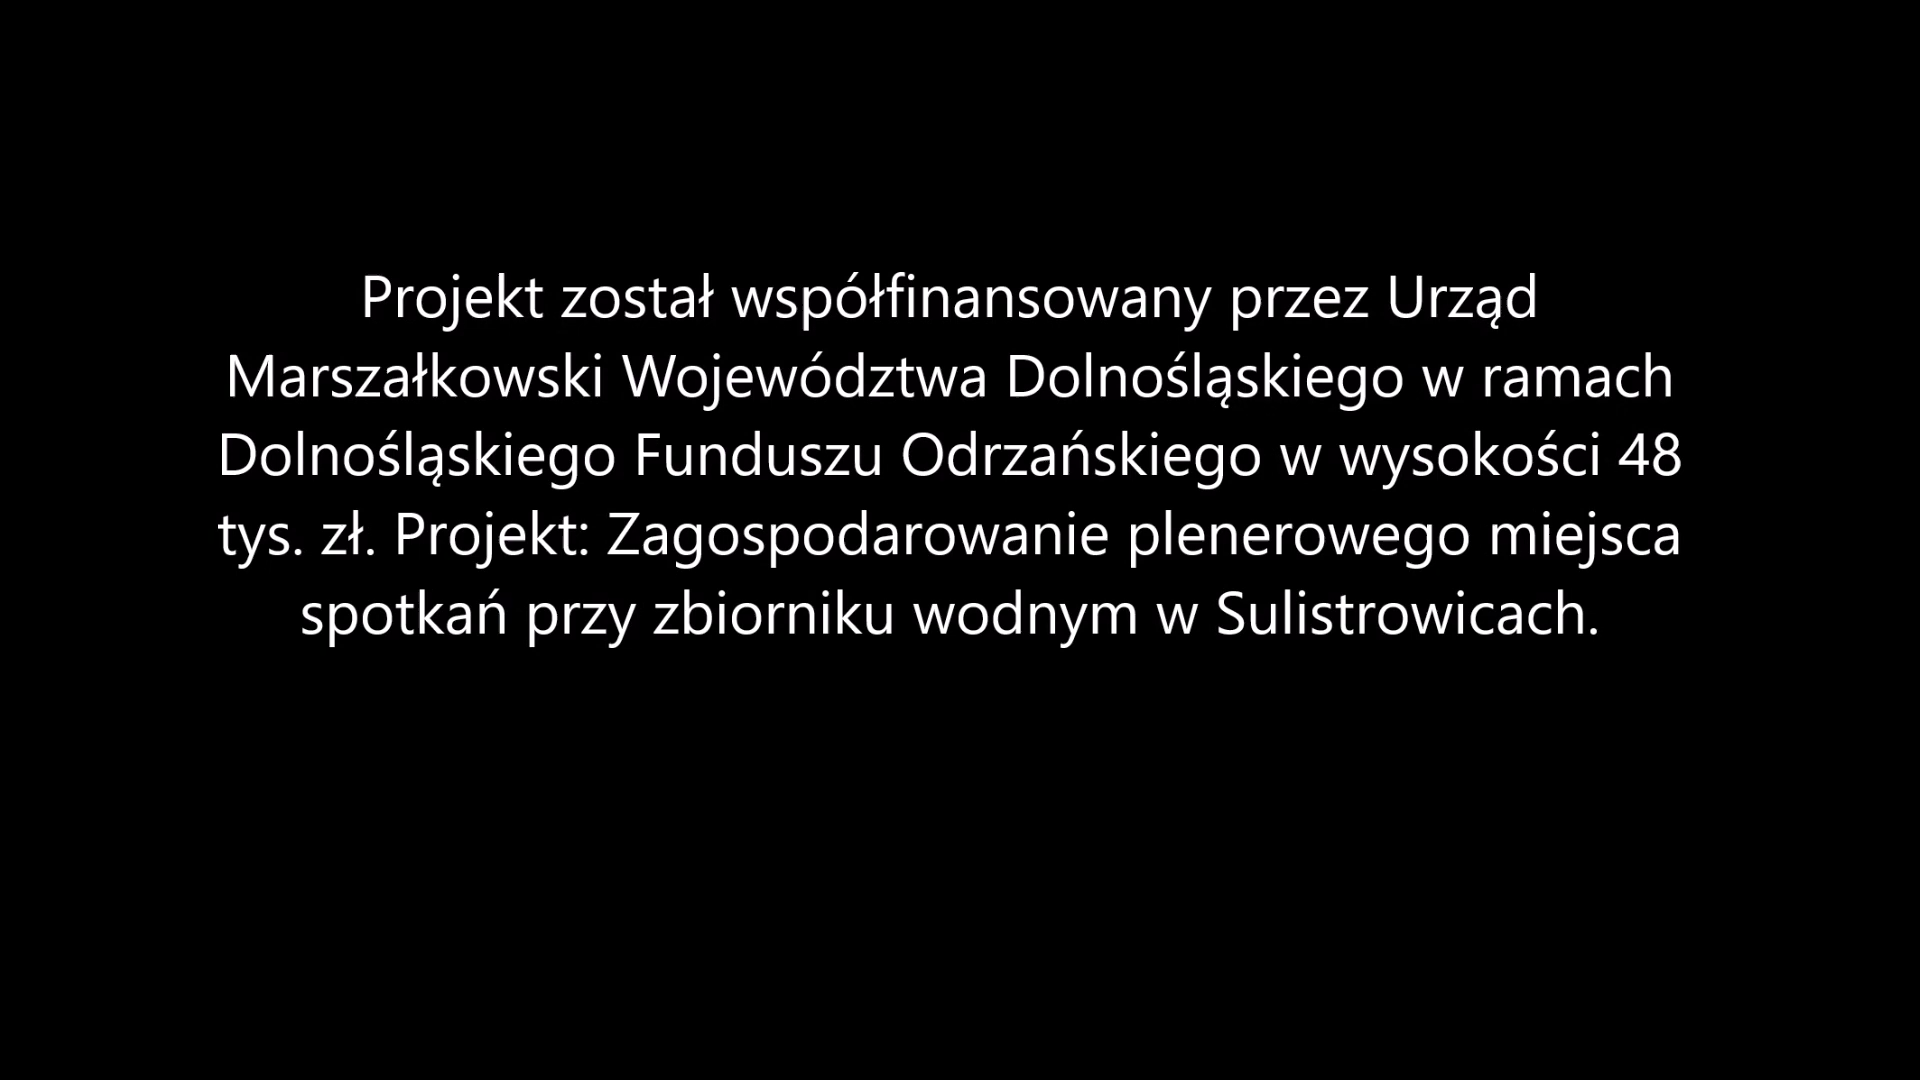 Projekt został współfinansowany przez Urząd
Marszałkowski Województwa Dolnośląskiego w ramach
Dolnośląskiego Funduszu Odrzańskiego w wysokości 48
tys. zł. Projekt: Zagospodarowanie plenerowego miejsca
spotkań przy zbiorniku wodnym w Sulistrowicach.